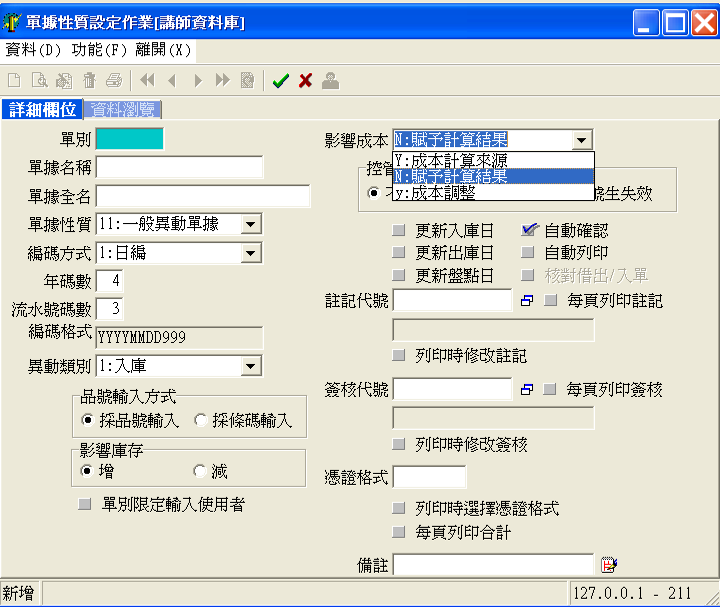 單據性質設定作業[講師資料庫]
資料(D) 功能(F) 離開(X)
詳細欄位 資料瀏覽
單別
單據名稱
單據全名
單據性質 11:一般異動單據
編碼方式 1:日編
年碼數 4
流水號碼數 3
編碼格式 YYYYMMDD999
異動類別 1:入庫
品號輸入方式
採品號輸入 採條碼輸入
影響庫存
增 減
單別限定輸入使用者
影響成本 N:賦予計算結果
Y:成本計算來源
N:賦予計算結果
y:成本調整
控管
號生失效
更新入庫日 自動確認
更新出庫日 自動列印
更新盤點日 核對借出/入單
註記代號 每頁列印註記
列印時修改註記
簽核代號 每頁列印簽核
列印時修改簽核
憑證格式
列印時選擇憑證格式
每頁列印合計
備註
新增 127.0.0.1 - 211